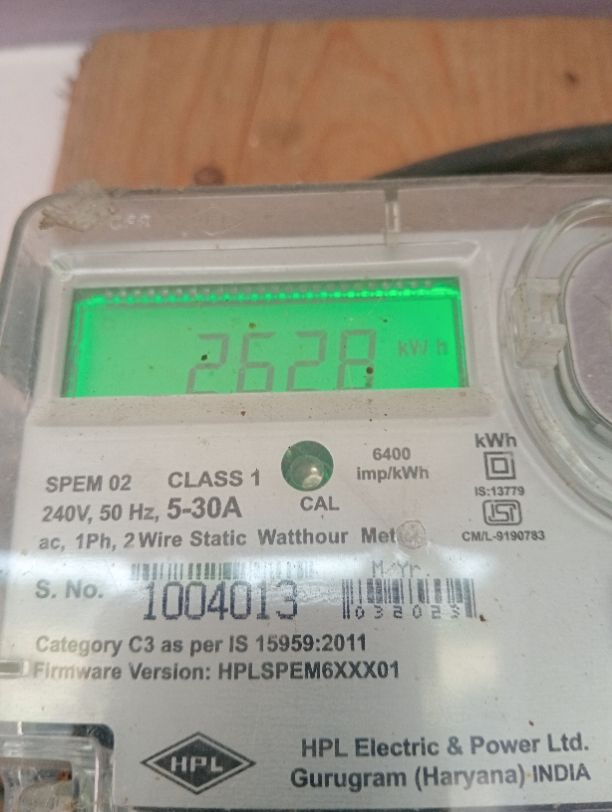 2628 kWh
SPEM 02 CLASS 1
6400
imp/kWh
kWh
240V, 50 Hz, 5-30A
CAL
IS:13779
ISI
CM/L-9190783
ac, 1Ph, 2 Wire Static Watthour
M/Yr.
S. No. 1004013
032023
Category C3 as per IS 15959:2011
Firmware Version: HPLSPEM6XXX01
HPL
HPL Electric & Power Ltd.
Gurugram (Haryana) INDIA